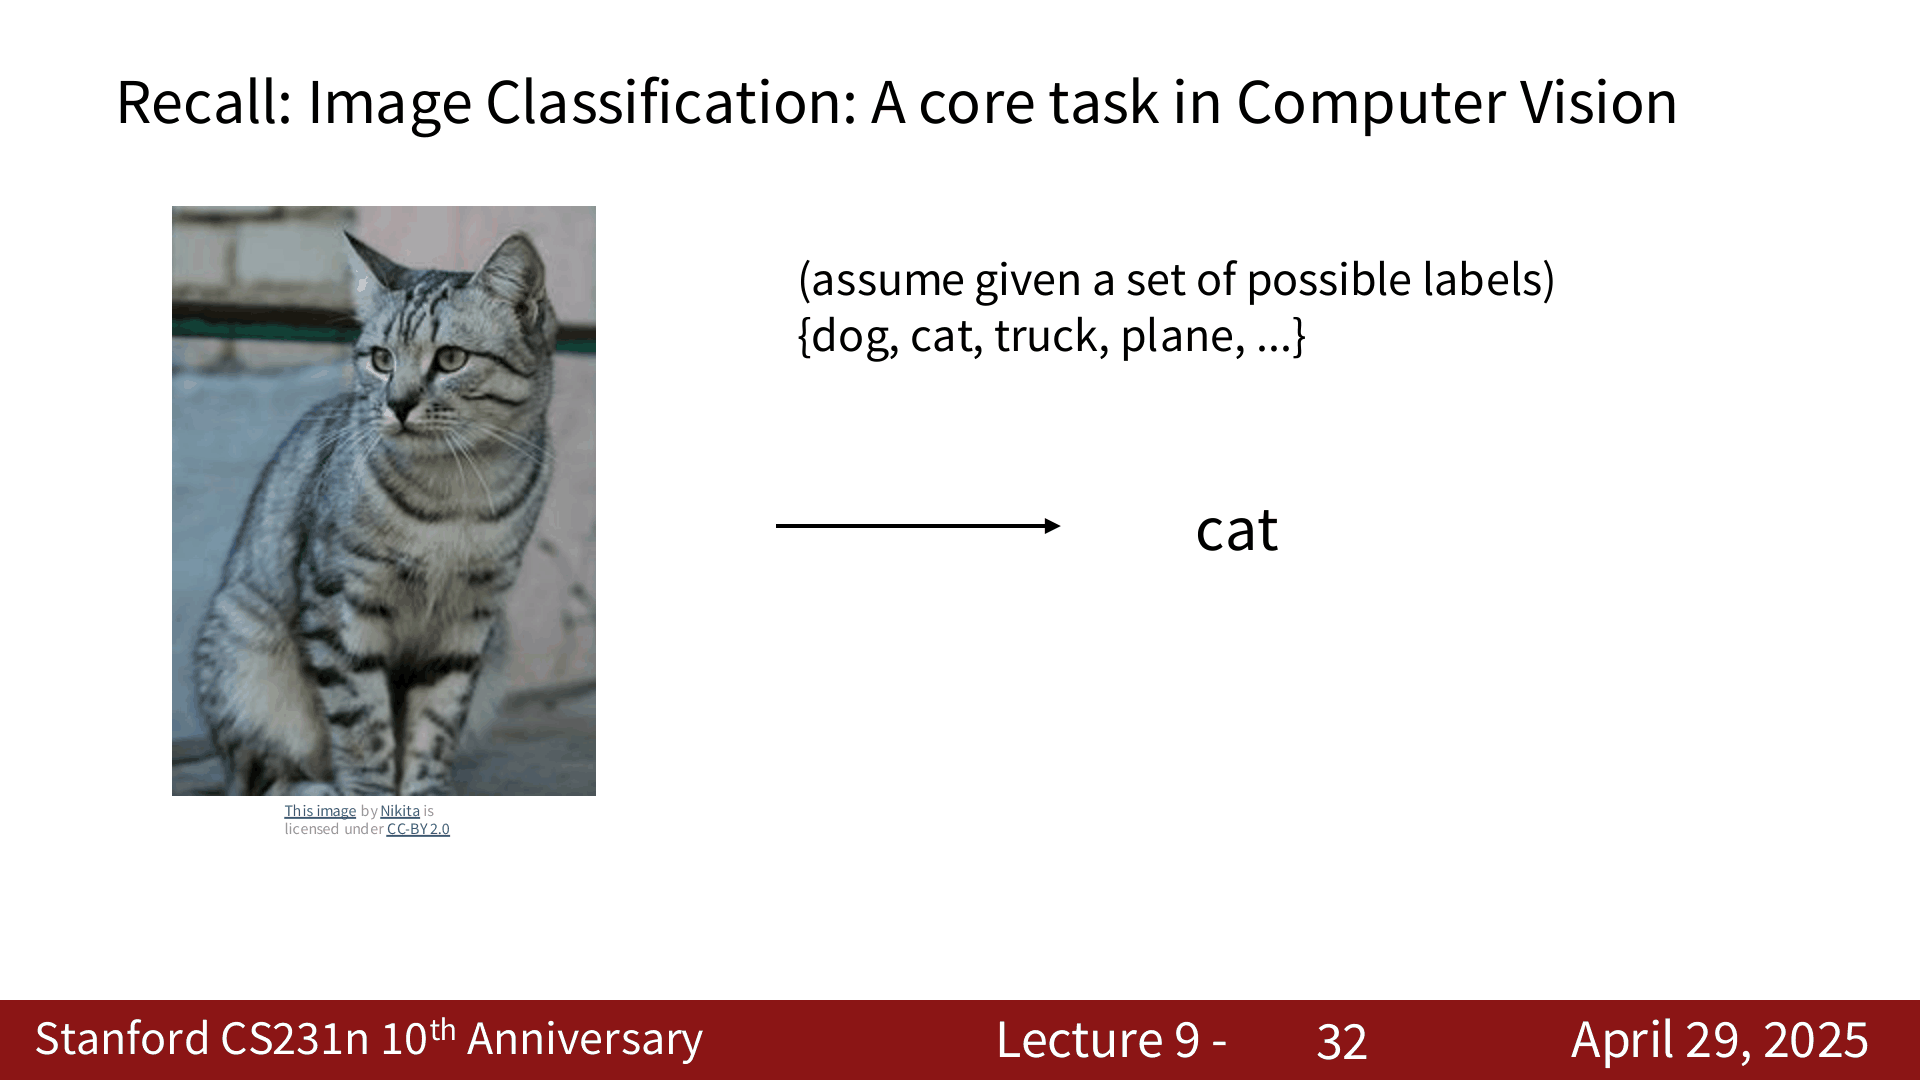 Recall: Image Classification: A core task in Computer Vision
(assume given a set of possible labels)
{dog, cat, truck, plane, ...}
cat
This image by Nikita is
licensed under CC-BY 2.0
Stanford CS231n 10th Anniversary
Lecture 9 - 32
April 29, 2025